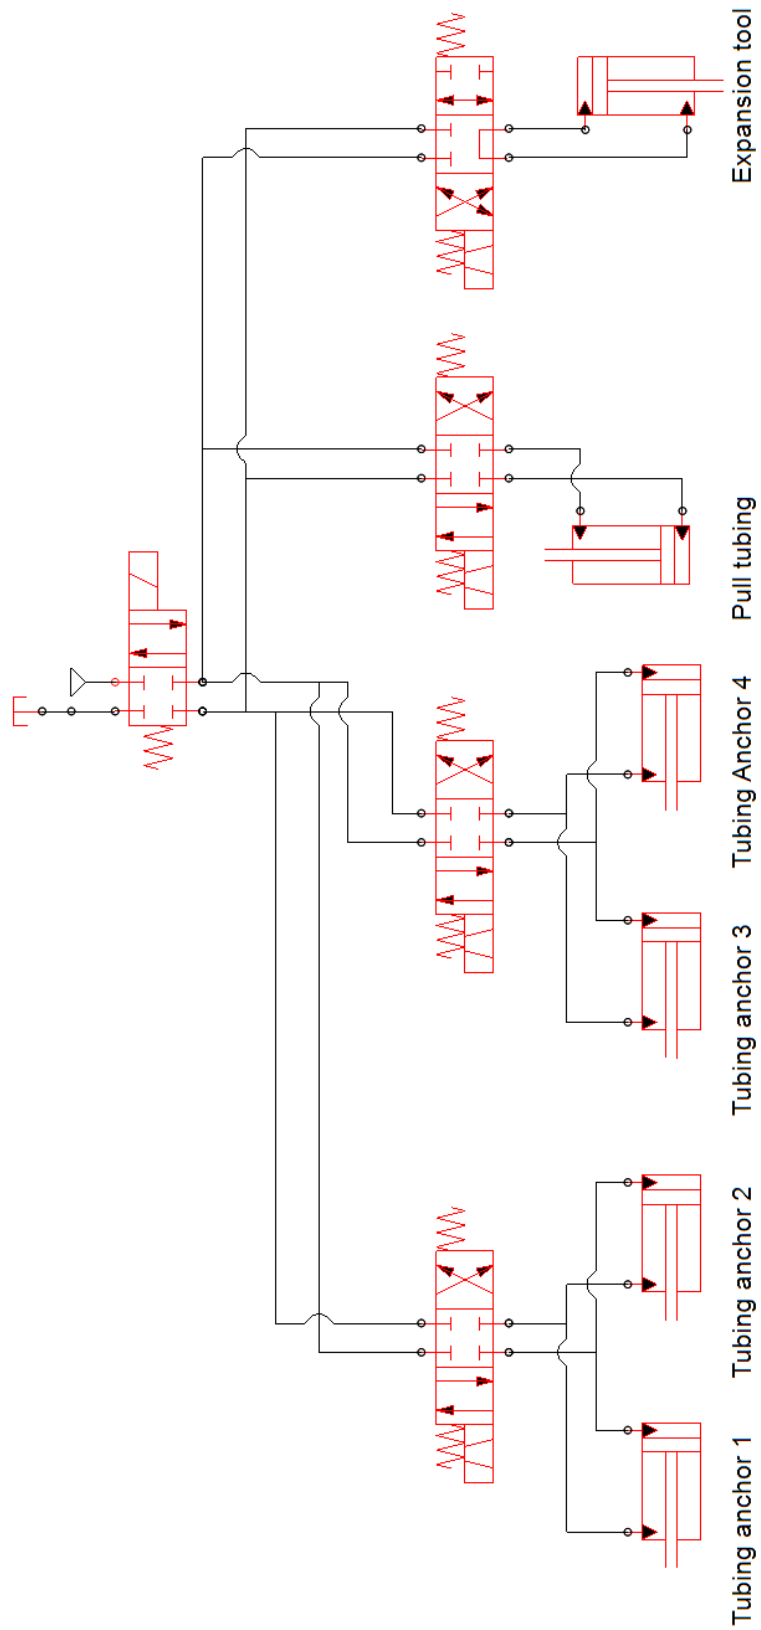 Tubing anchor 1
Tubing anchor 2
Tubing anchor 3
Tubing Anchor 4
Pull tubing
Expansion tool